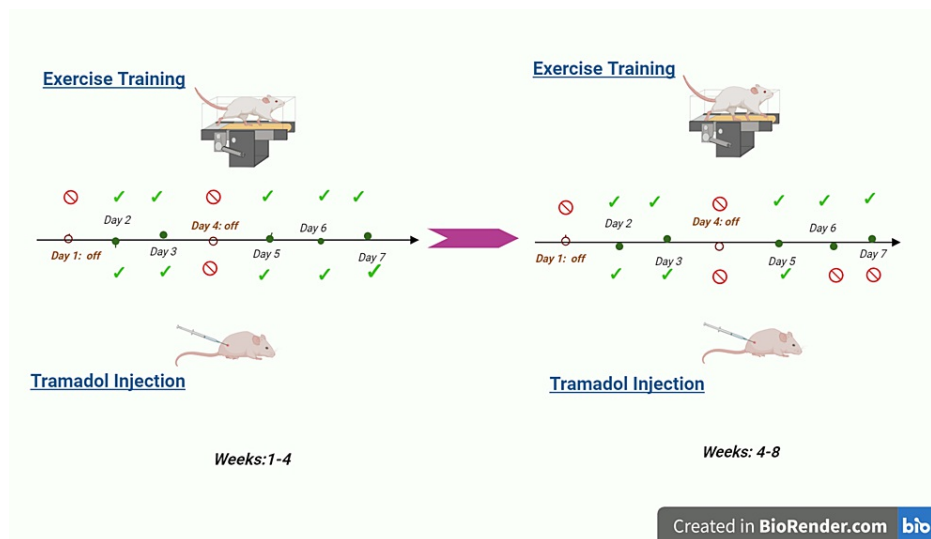 Exercise Training
Day 2
Day 4: off
Day 6
Day 1: off
Day 3
Day 5
Day 7
Tramadol Injection
Weeks:1-4
Exercise Training
Day 2
Day 4: off
Day 6
Day 1: off
Day 3
Day 5
Day 7
Tramadol Injection
Weeks: 4-8
Created in BioRender.com bio